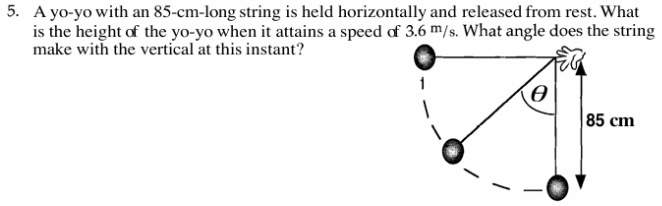 5. A yo-yo with an 85-cm-long string is held horizontally and released from rest. What
is the height of the yo-yo when it attains a speed of 3.6 m/s. What angle does the string
make with the vertical at this instant?
θ
85 cm